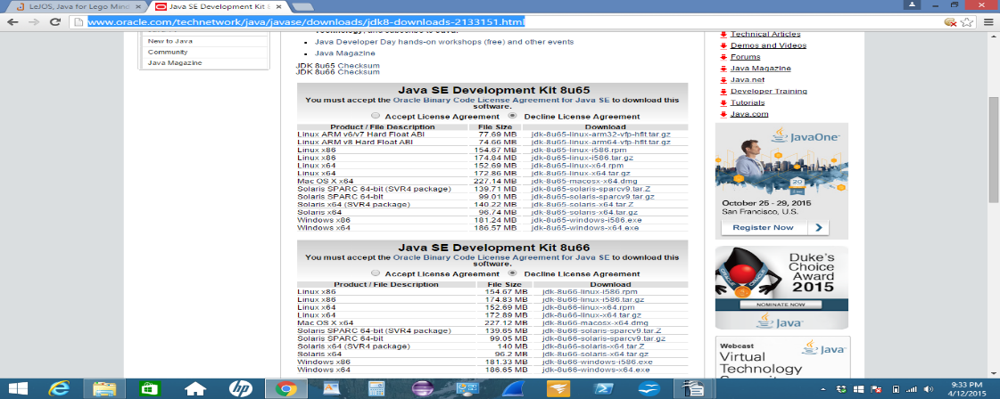 LeJOS, Java for Lego Mind
Java SE Development Kit 8
www.oracle.com/technetwork/java/javase/downloads/jdk8-downloads-2133151.html
New to Java
Community
Java Magazine
Technology, and subscribe to Java.
Java Developer Day hands-on workshops (free) and other events
Java Magazine
JDK 8u65 Checksum
JDK 8u66 Checksum
Java SE Development Kit 8u65
You must accept the Oracle Binary Code License Agreement for Java SE to download this
software.
Accept License Agreement Decline License Agreement
Product / File Description File Size Download
Linux ARM v6/v7 Hard Float ABI 77.69 MB jdk-8u65-linux-arm32-vfp-hflt.tar.gz
Linux ARM v8 Hard Float ABI 74.66 MB jdk-8u65-linux-arm64-vfp-hflt.tar.gz
Linux x86 154.67 MB jdk-8u65-linux-i586.rpm
Linux x86 174.84 MB jdk-8u65-linux-i586.tar.gz
Linux x64 152.69 MB jdk-8u65-linux-x64.rpm
Linux x64 172.86 MB jdk-8u65-linux-x64.tar.gz
Mac OS X x64 227.14 MB jdk-8u65-macosx-x64.dmg
Solaris SPARC 64-bit (SVR4 package) 139.71 MB jdk-8u65-solaris-sparcv9.tar.Z
Solaris SPARC 64-bit 99.01 MB jdk-8u65-solaris-sparcv9.tar.gz
Solaris x64 (SVR4 package) 140.22 MB jdk-8u65-solaris-x64.tar.Z
Solaris x64 96.74 MB jdk-8u65-solaris-x64.tar.gz
Windows x86 181.24 MB jdk-8u65-windows-i586.exe
Windows x64 186.57 MB jdk-8u65-windows-x64.exe
Java SE Development Kit 8u66
You must accept the Oracle Binary Code License Agreement for Java SE to download this
software.
Accept License Agreement Decline License Agreement
Product / File Description File Size Download
Linux x86 154.67 MB jdk-8u66-linux-i586.rpm
Linux x86 174.83 MB jdk-8u66-linux-i586.tar.gz
Linux x64 152.69 MB jdk-8u66-linux-x64.rpm
Linux x64 172.89 MB jdk-8u66-linux-x64.tar.gz
Mac OS X x64 227.12 MB jdk-8u66-macosx-x64.dmg
Solaris SPARC 64-bit (SVR4 package) 139.65 MB jdk-8u66-solaris-sparcv9.tar.Z
Solaris SPARC 64-bit 99.05 MB jdk-8u66-solaris-sparcv9.tar.gz
Solaris x64 (SVR4 package) 140 MB jdk-8u66-solaris-x64.tar.Z
Solaris x64 96.2 MB jdk-8u66-solaris-x64.tar.gz
Windows x86 181.33 MB jdk-8u66-windows-i586.exe
Windows x64 186.65 MB jdk-8u66-windows-x64.exe
Technical Articles
Demos and Videos
Forums
Java Magazine
Java.net
Developer Training
Tutorials
Java.com
JavaOne
ORACLE
20
October 25 - 29, 2015
San Francisco, U.S.
Register Now
Duke's
Choice
Award
2015
NOMINATE NOW
Java
Webcast
Java
Virtual
Technology
hp
9:33 PM
4/12/2015